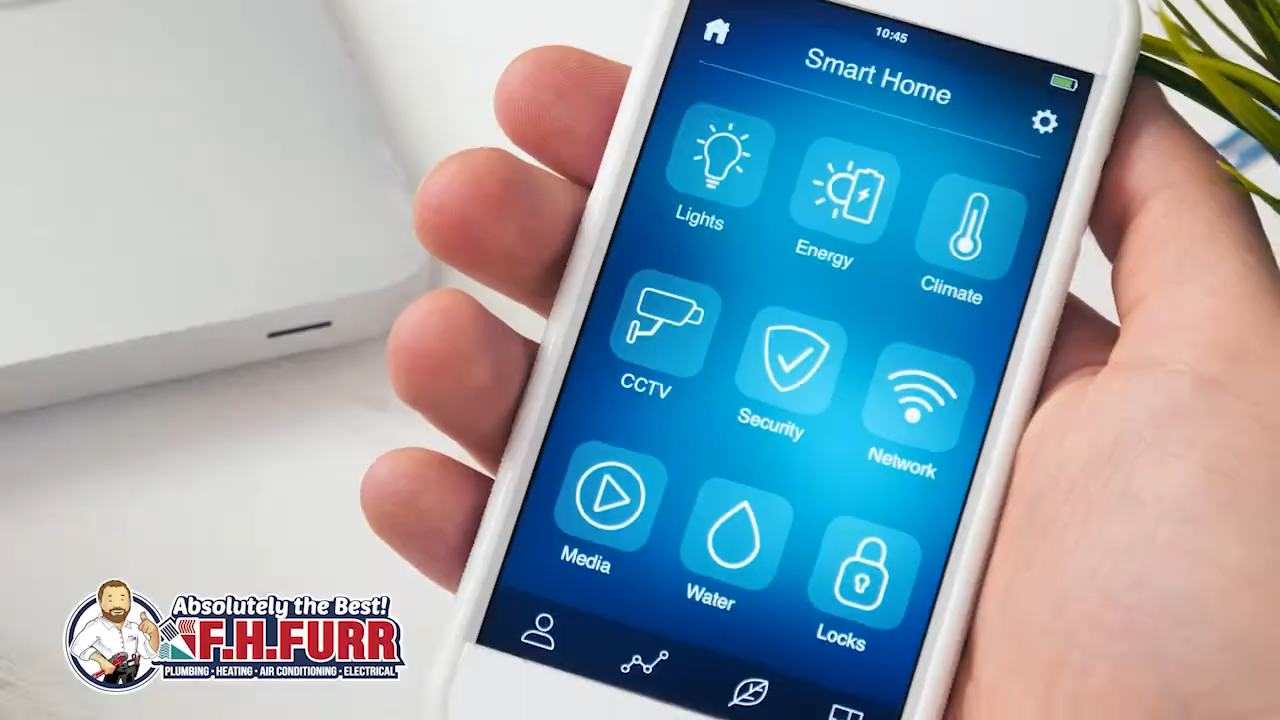 10:45
Smart Home
Lights
Energy
Climate
CCTV
Security
Network
Media
Water
Locks
Absolutely the Best!
F.H.FURR
PLUMBING • HEATING • AIR CONDITIONING • ELECTRICAL